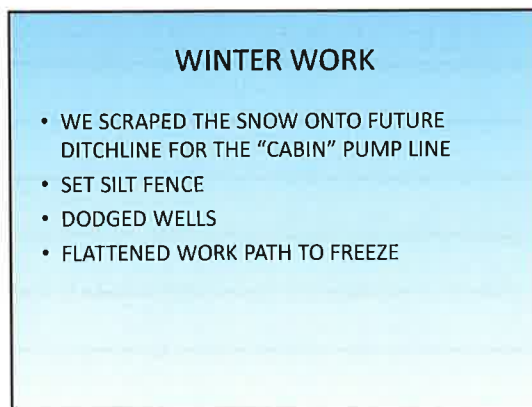 WINTER WORK
• WE SCRAPED THE SNOW ONTO FUTURE
DITCHLINE FOR THE “CABIN” PUMP LINE
• SET SILT FENCE
• DODGED WELLS
• FLATTENED WORK PATH TO FREEZE